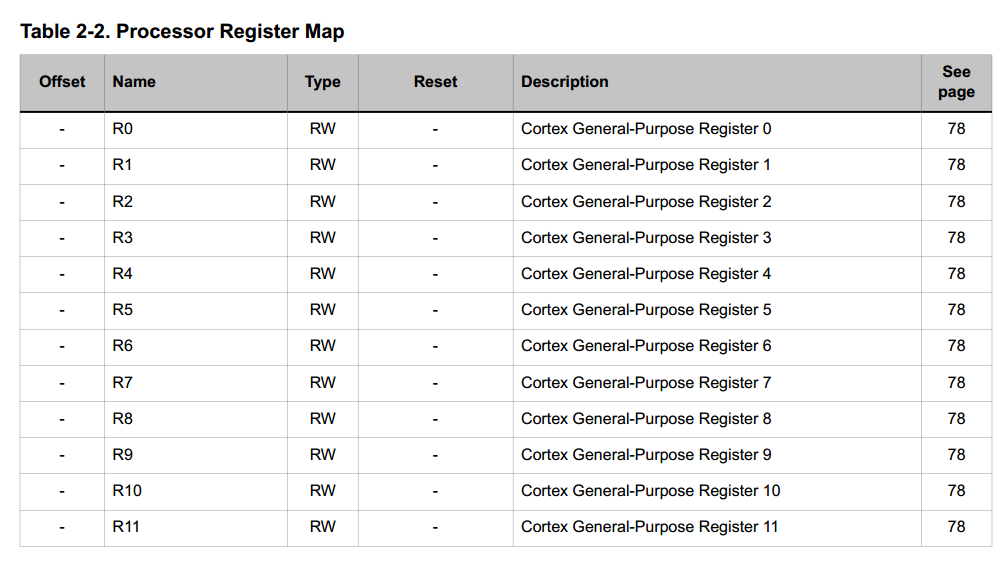 Table 2-2. Processor Register Map
Offset Name Type Reset Description See page
- R0 RW - Cortex General-Purpose Register 0 78
- R1 RW - Cortex General-Purpose Register 1 78
- R2 RW - Cortex General-Purpose Register 2 78
- R3 RW - Cortex General-Purpose Register 3 78
- R4 RW - Cortex General-Purpose Register 4 78
- R5 RW - Cortex General-Purpose Register 5 78
- R6 RW - Cortex General-Purpose Register 6 78
- R7 RW - Cortex General-Purpose Register 7 78
- R8 RW - Cortex General-Purpose Register 8 78
- R9 RW - Cortex General-Purpose Register 9 78
- R10 RW - Cortex General-Purpose Register 10 78
- R11 RW - Cortex General-Purpose Register 11 78